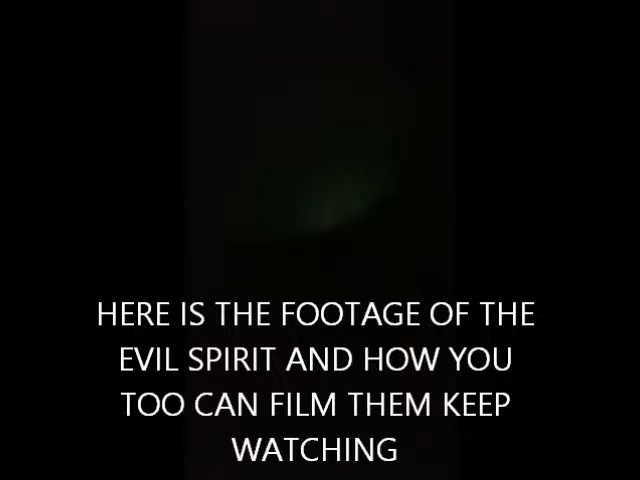 HERE IS THE FOOTAGE OF THE
EVIL SPIRIT AND HOW YOU
TOO CAN FILM THEM KEEP
WATCHING